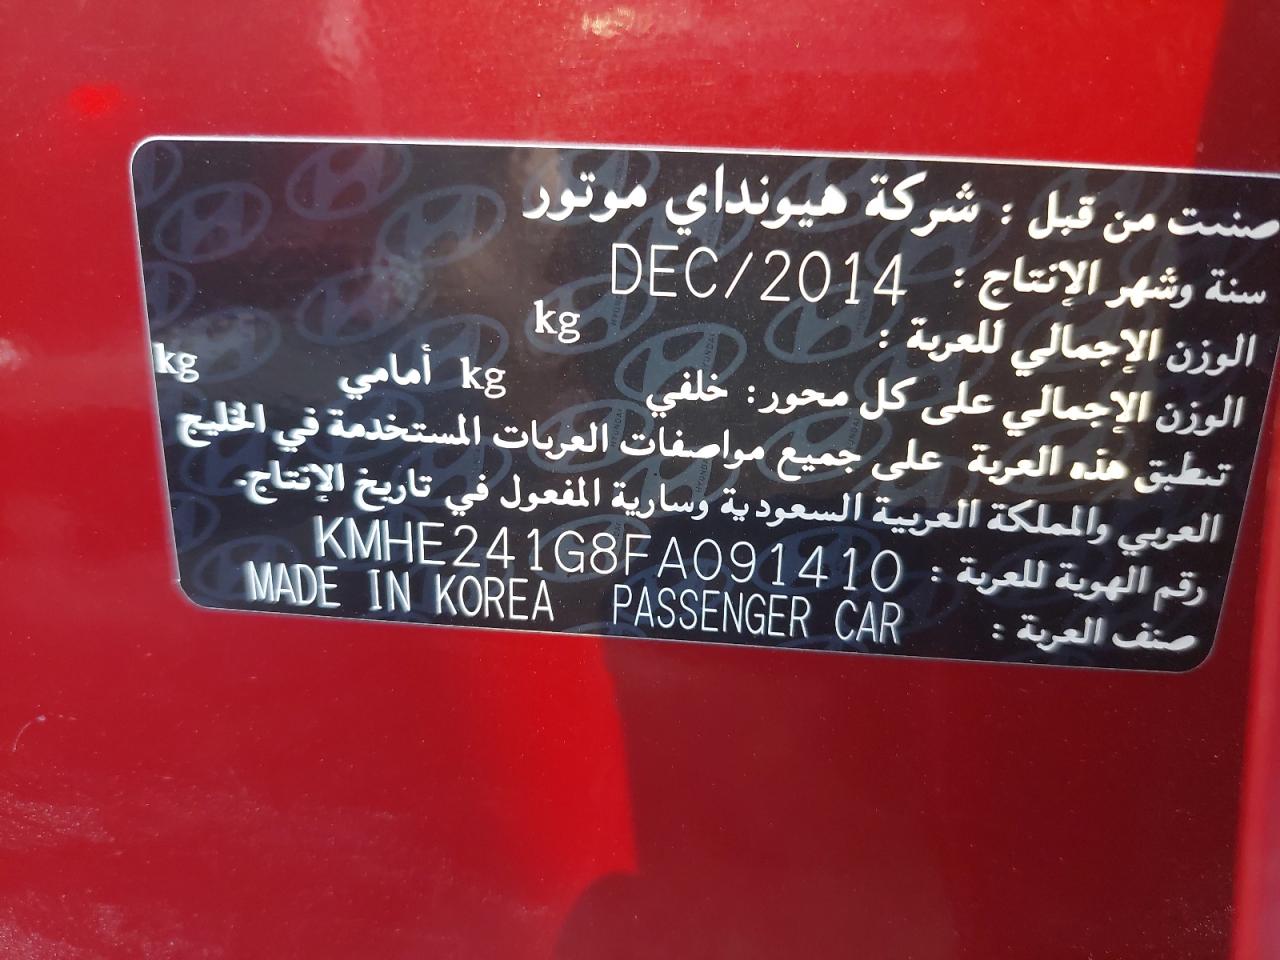 صنعت من قبل : شركة هيونداي موتور
سنة وشهر الإنتاج : DEC/2014
الوزن الإجمالي للعربة : kg
الوزن الإجمالي على كل محور: خلفي kg أمامي kg
تنطبق هذه العربة على جميع مواصفات العربات المستخدمة في الخليج
العربي والمملكة العربية السعودية وسارية المفعول في تاريخ الإنتاج.
رقم الهوية للعربة : KMHE241G8FA091410
صنف العربة : PASSENGER CAR MADE IN KOREA